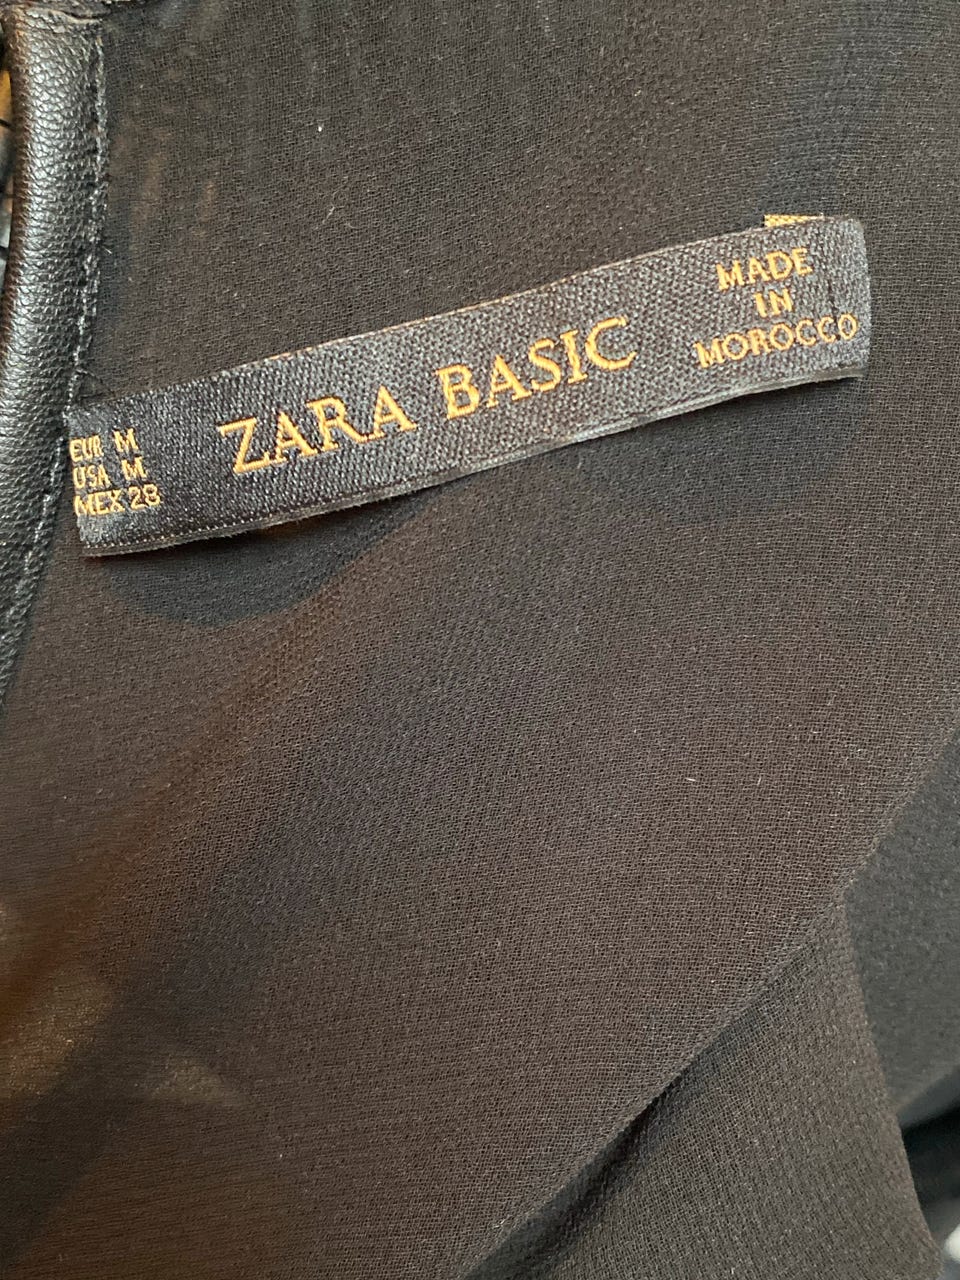 EUR M
USA M
MEX 28
ZARA BASIC
MADE
IN
MOROCCO